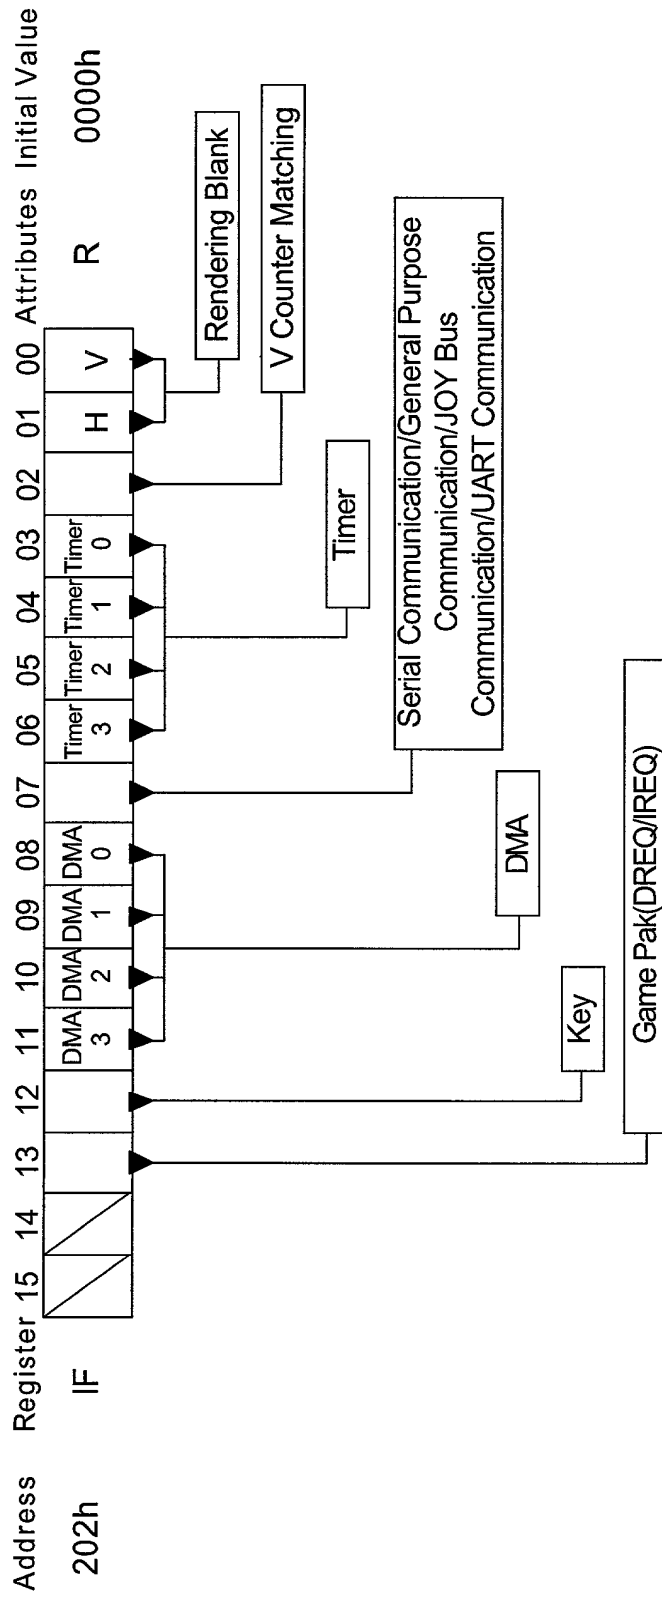 Address Register 15 14 13 12 11 10 09 08 07 06 05 04 03 02 01 00 Attributes Initial Value
202h IF DMA 3 DMA 2 DMA 1 DMA 0 Timer 3 Timer 2 Timer 1 Timer 0 H V R 0000h
Rendering Blank
V Counter Matching
Timer
Serial Communication/General Purpose
Communication/JOY Bus
Communication/UART Communication
DMA
Key
Game Pak(DREQ/IREQ)